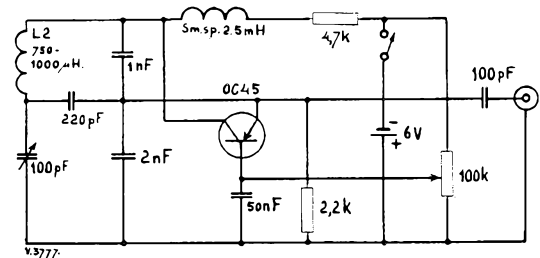 L2
750-
1000µH.
1nF
Sm.sp. 2.5mH
4,7k
100pF
OC45
220pF
6V
-
+
100pF
2nF
50nF
2,2k
100k
V.3777.